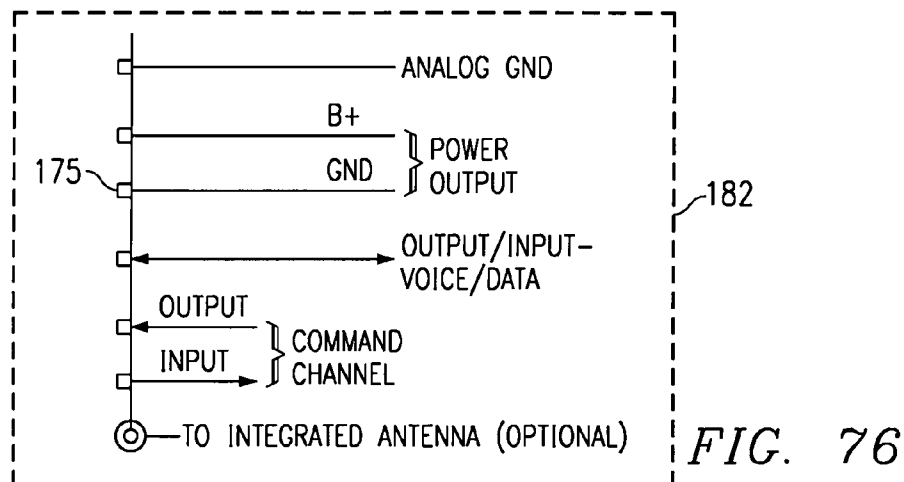 ANALOG GND
B+
GND
POWER
OUTPUT
175
182
OUTPUT/INPUT-
VOICE/DATA
OUTPUT
INPUT
COMMAND
CHANNEL
TO INTEGRATED ANTENNA (OPTIONAL)
FIG. 76